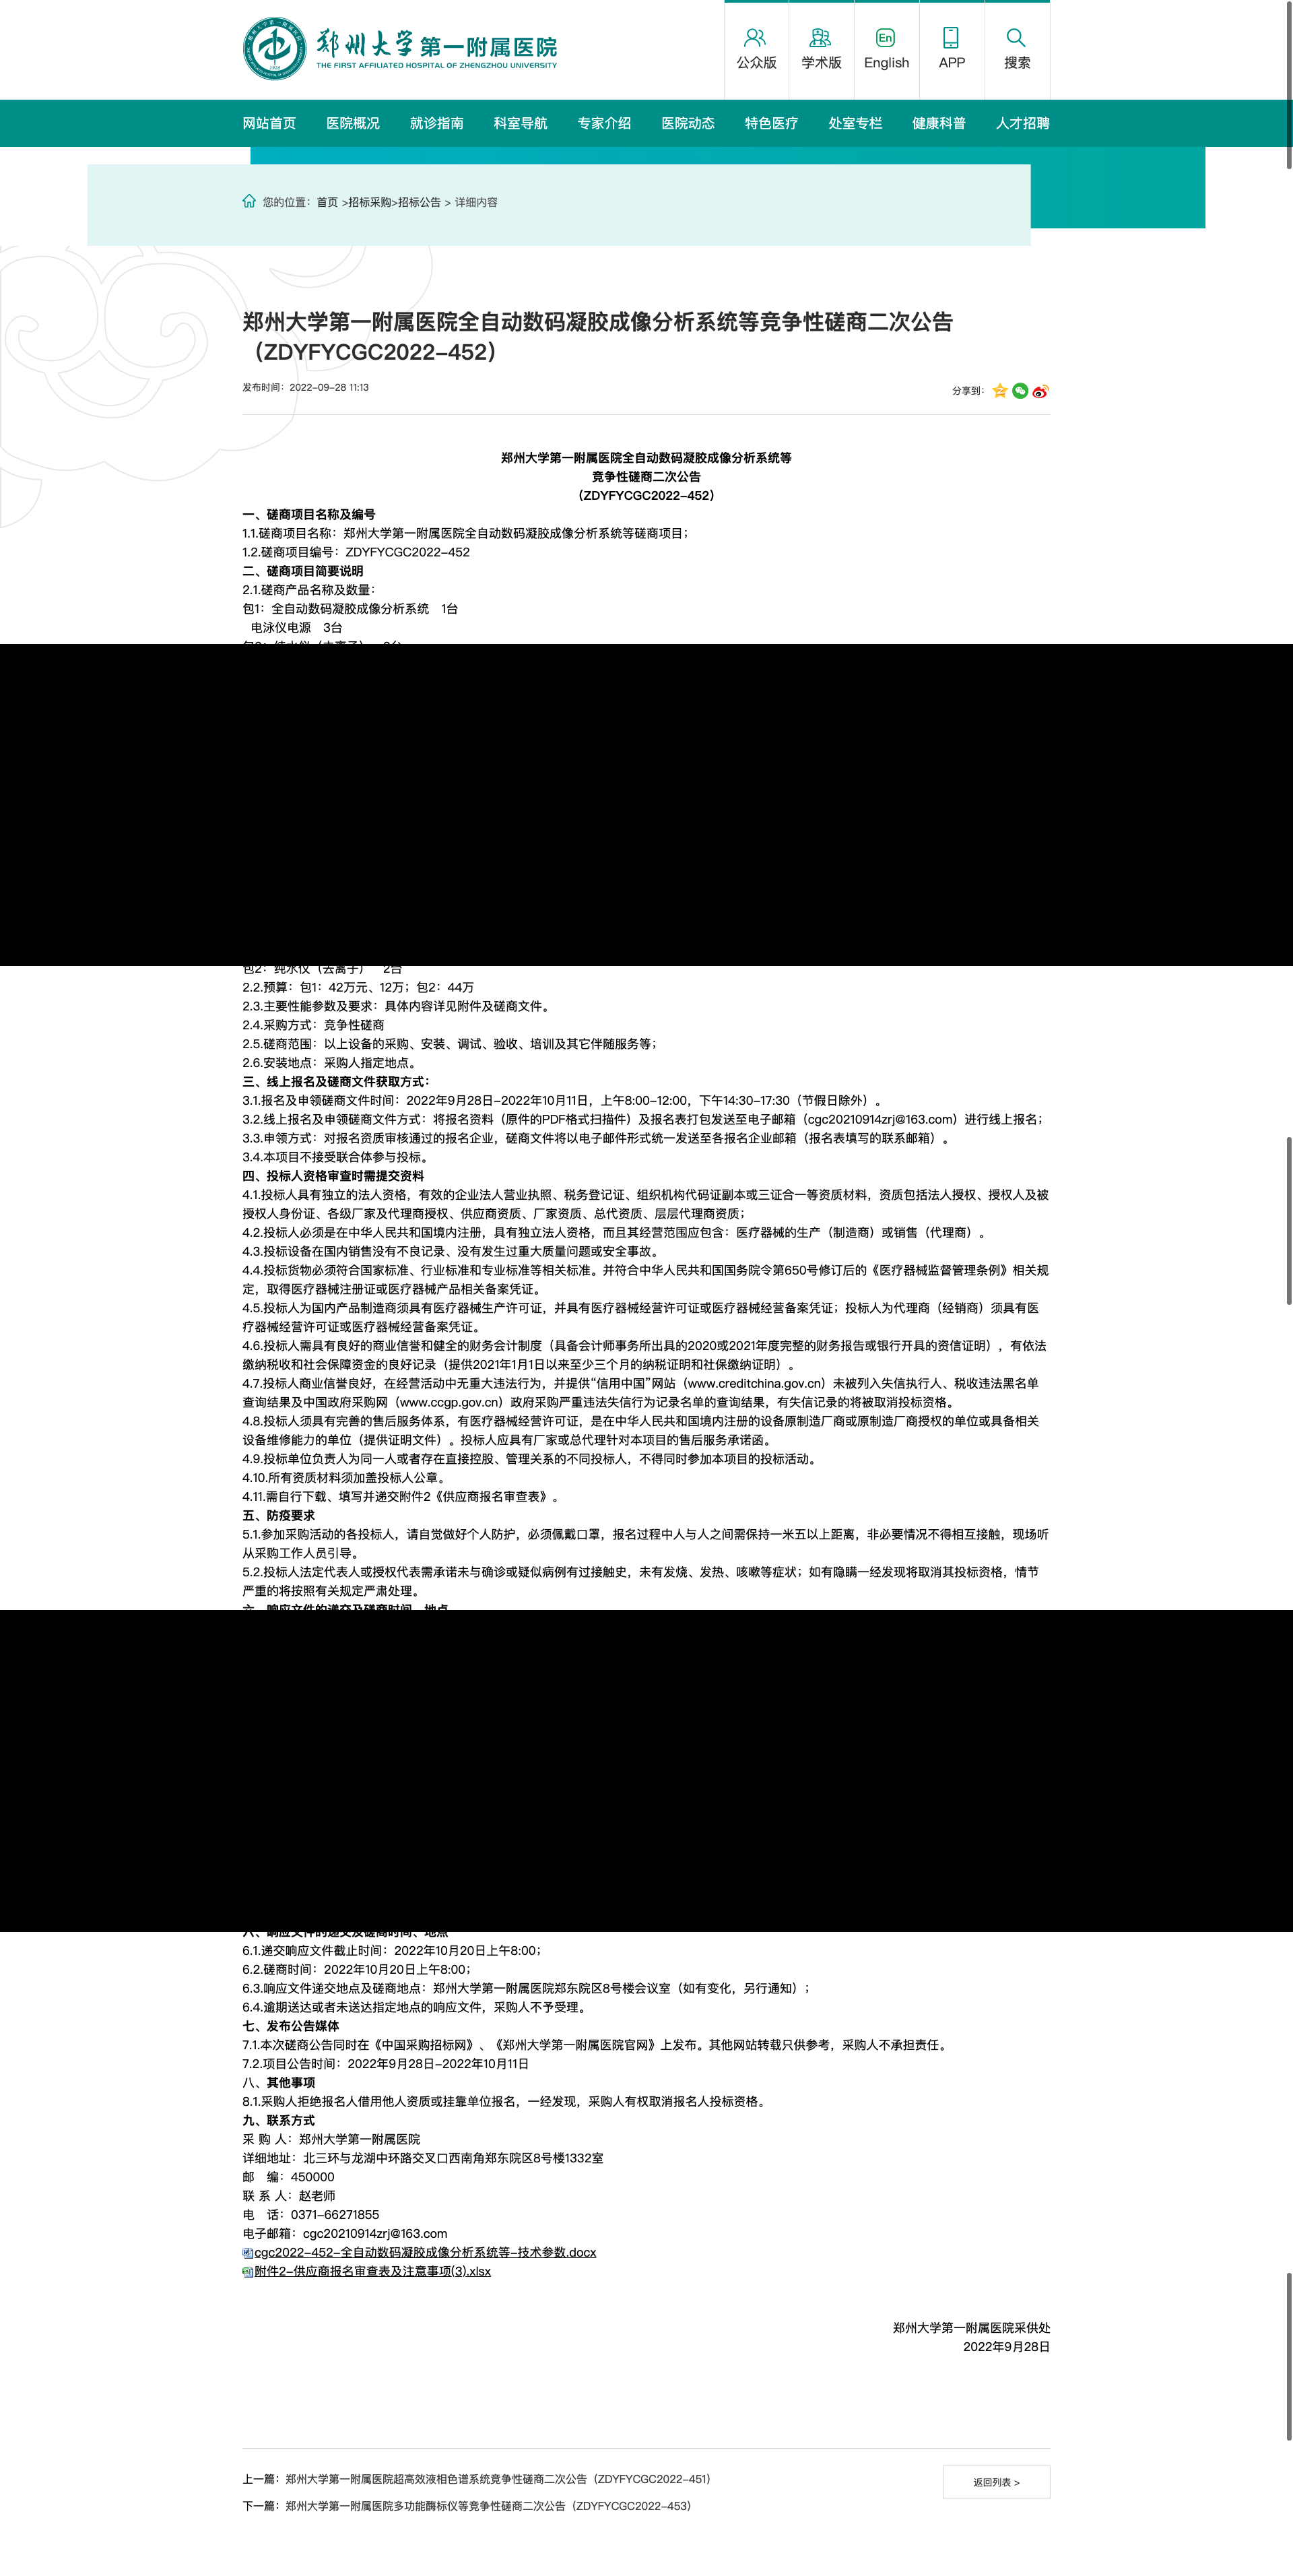 郑州大学第一附属医院
THE FIRST AFFILIATED HOSPITAL OF ZHENGZHOU UNIVERSITY
公众版
学术版
En
English
APP
搜索
网站首页 医院概况 就诊指南 科室导航 专家介绍 医院动态 特色医疗 处室专栏 健康科普 人才招聘
您的位置：首页 >招标采购>招标公告 > 详细内容
郑州大学第一附属医院全自动数码凝胶成像分析系统等竞争性磋商二次公告
（ZDYFYCGC2022-452）
发布时间：2022-09-28 11:13
分享到：
郑州大学第一附属医院全自动数码凝胶成像分析系统等
竞争性磋商二次公告
（ZDYFYCGC2022-452）
一、磋商项目名称及编号
1.1.磋商项目名称：郑州大学第一附属医院全自动数码凝胶成像分析系统等磋商项目；
1.2.磋商项目编号：ZDYFYCGC2022-452
二、磋商项目简要说明
2.1.磋商产品名称及数量：
包1：全自动数码凝胶成像分析系统　1台
电泳仪电源　3台
包2：纯水仪（去离子）　2台
2.2.预算：包1：42万元、12万；包2：44万
2.3.主要性能参数及要求：具体内容详见附件及磋商文件。
2.4.采购方式：竞争性磋商
2.5.磋商范围：以上设备的采购、安装、调试、验收、培训及其它伴随服务等；
2.6.安装地点：采购人指定地点。
三、线上报名及磋商文件获取方式：
3.1.报名及申领磋商文件时间：2022年9月28日-2022年10月11日，上午8:00-12:00，下午14:30-17:30（节假日除外）。
3.2.线上报名及申领磋商文件方式：将报名资料（原件的PDF格式扫描件）及报名表打包发送至电子邮箱（cgc20210914zrj@163.com）进行线上报名；
3.3.申领方式：对报名资质审核通过的报名企业，磋商文件将以电子邮件形式统一发送至各报名企业邮箱（报名表填写的联系邮箱）。
3.4.本项目不接受联合体参与投标。
四、投标人资格审查时需提交资料
4.1.投标人具有独立的法人资格，有效的企业法人营业执照、税务登记证、组织机构代码证副本或三证合一等资质材料，资质包括法人授权、授权人及被
授权人身份证、各级厂家及代理商授权、供应商资质、厂家资质、总代资质、层层代理商资质；
4.2.投标人必须是在中华人民共和国境内注册，具有独立法人资格，而且其经营范围应包含：医疗器械的生产（制造商）或销售（代理商）。
4.3.投标设备在国内销售没有不良记录、没有发生过重大质量问题或安全事故。
4.4.投标货物必须符合国家标准、行业标准和专业标准等相关标准。并符合中华人民共和国国务院令第650号修订后的《医疗器械监督管理条例》相关规
定，取得医疗器械注册证或医疗器械产品相关备案凭证。
4.5.投标人为国内产品制造商须具有医疗器械生产许可证，并具有医疗器械经营许可证或医疗器械经营备案凭证；投标人为代理商（经销商）须具有医
疗器械经营许可证或医疗器械经营备案凭证。
4.6.投标人需具有良好的商业信誉和健全的财务会计制度（具备会计师事务所出具的2020或2021年度完整的财务报告或银行开具的资信证明），有依法
缴纳税收和社会保障资金的良好记录（提供2021年1月1日以来至少三个月的纳税证明和社保缴纳证明）。
4.7.投标人商业信誉良好，在经营活动中无重大违法行为，并提供“信用中国”网站（www.creditchina.gov.cn）未被列入失信执行人、税收违法黑名单
查询结果及中国政府采购网（www.ccgp.gov.cn）政府采购严重违法失信行为记录名单的查询结果，有失信记录的将被取消投标资格。
4.8.投标人须具有完善的售后服务体系，有医疗器械经营许可证，是在中华人民共和国境内注册的设备原制造厂商或原制造厂商授权的单位或具备相关
设备维修能力的单位（提供证明文件）。投标人应具有厂家或总代理针对本项目的售后服务承诺函。
4.9.投标单位负责人为同一人或者存在直接控股、管理关系的不同投标人，不得同时参加本项目的投标活动。
4.10.所有资质材料须加盖投标人公章。
4.11.需自行下载、填写并递交附件2《供应商报名审查表》。
五、防疫要求
5.1.参加采购活动的各投标人，请自觉做好个人防护，必须佩戴口罩，报名过程中人与人之间需保持一米五以上距离，非必要情况不得相互接触，现场听
从采购工作人员引导。
5.2.投标人法定代表人或授权代表需承诺未与确诊或疑似病例有过接触史，未有发烧、发热、咳嗽等症状；如有隐瞒一经发现将取消其投标资格，情节
严重的将按照有关规定严肃处理。
六、响应文件的递交及磋商时间、地点
6.1.递交响应文件截止时间：2022年10月20日上午8:00；
6.2.磋商时间：2022年10月20日上午8:00；
6.3.响应文件递交地点及磋商地点：郑州大学第一附属医院郑东院区8号楼会议室（如有变化，另行通知）；
6.4.逾期送达或者未送达指定地点的响应文件，采购人不予受理。
七、发布公告媒体
7.1.本次磋商公告同时在《中国采购招标网》、《郑州大学第一附属医院官网》上发布。其他网站转载只供参考，采购人不承担责任。
7.2.项目公告时间：2022年9月28日-2022年10月11日
八、其他事项
8.1.采购人拒绝报名人借用他人资质或挂靠单位报名，一经发现，采购人有权取消报名人投标资格。
九、联系方式
采 购 人：郑州大学第一附属医院
详细地址：北三环与龙湖中环路交叉口西南角郑东院区8号楼1332室
邮　编：450000
联 系 人：赵老师
电　话：0371-66271855
电子邮箱：cgc20210914zrj@163.com
cgc2022-452-全自动数码凝胶成像分析系统等-技术参数.docx
附件2-供应商报名审查表及注意事项(3).xlsx
郑州大学第一附属医院采供处
2022年9月28日
上一篇：郑州大学第一附属医院超高效液相色谱系统竞争性磋商二次公告（ZDYFYCGC2022-451）
返回列表 >
下一篇：郑州大学第一附属医院多功能酶标仪等竞争性磋商二次公告（ZDYFYCGC2022-453）